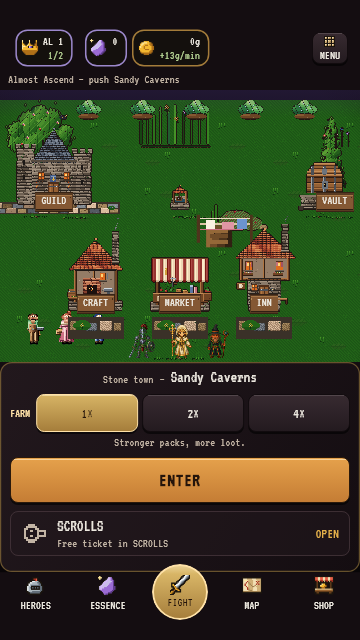 AL 1
1/2
0
0g
+13g/min
MENU
Almost Ascend – push Sandy Caverns
GUILD
VAULT
CRAFT
MARKET
INN
Stone town – Sandy Caverns
FARM
1X
2X
4X
Stronger packs, more loot.
ENTER
SCROLLS
Free ticket in SCROLLS
OPEN
HEROES
ESSENCE
FIGHT
MAP
SHOP